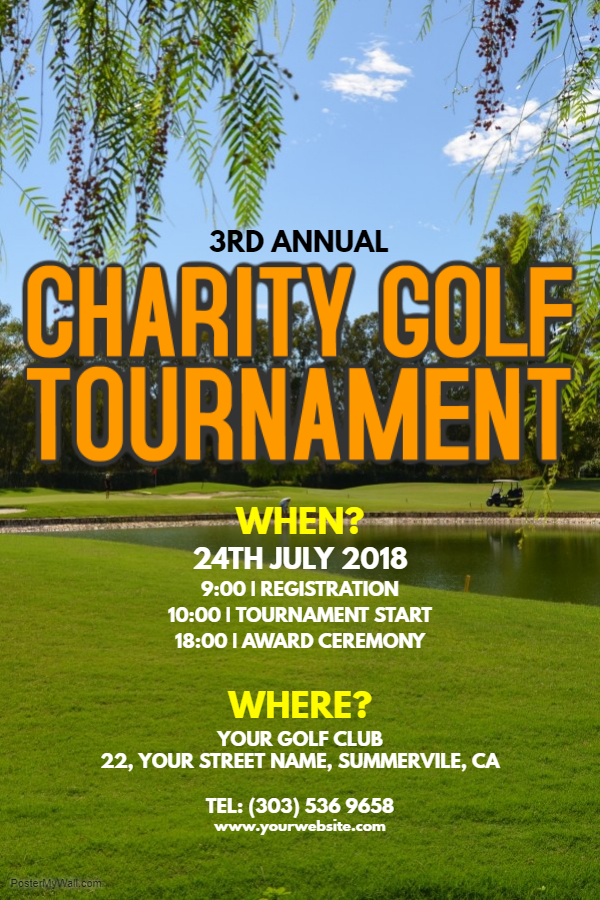 3RD ANNUAL
CHARITY GOLF
TOURNAMENT
WHEN?
24TH JULY 2018
9:00 | REGISTRATION
10:00 | TOURNAMENT START
18:00 | AWARD CEREMONY
WHERE?
YOUR GOLF CLUB
22, YOUR STREET NAME, SUMMERVILE, CA
TEL: (303) 536 9658
www.yourwebsite.com
PosterMyWall.com